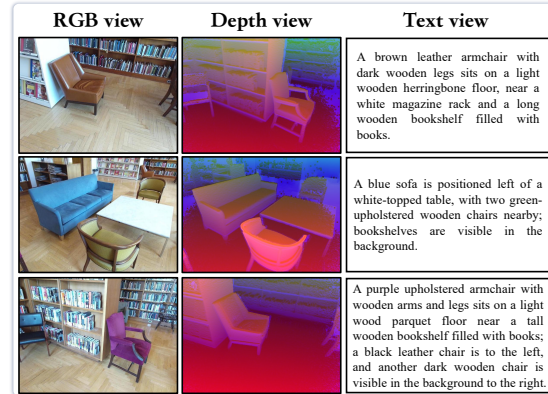 RGB view
Depth view
Text view
A brown leather armchair with
dark wooden legs sits on a light
wooden herringbone floor, near a
white magazine rack and a long
wooden bookshelf filled with
books.
A blue sofa is positioned left of a
white-topped table, with two green-
upholstered wooden chairs nearby;
bookshelves are visible in the
background.
A purple upholstered armchair with
wooden arms and legs sits on a light
wood parquet floor near a tall
wooden bookshelf filled with books;
a black leather chair is to the left,
and another dark wooden chair is
visible in the background to the right.